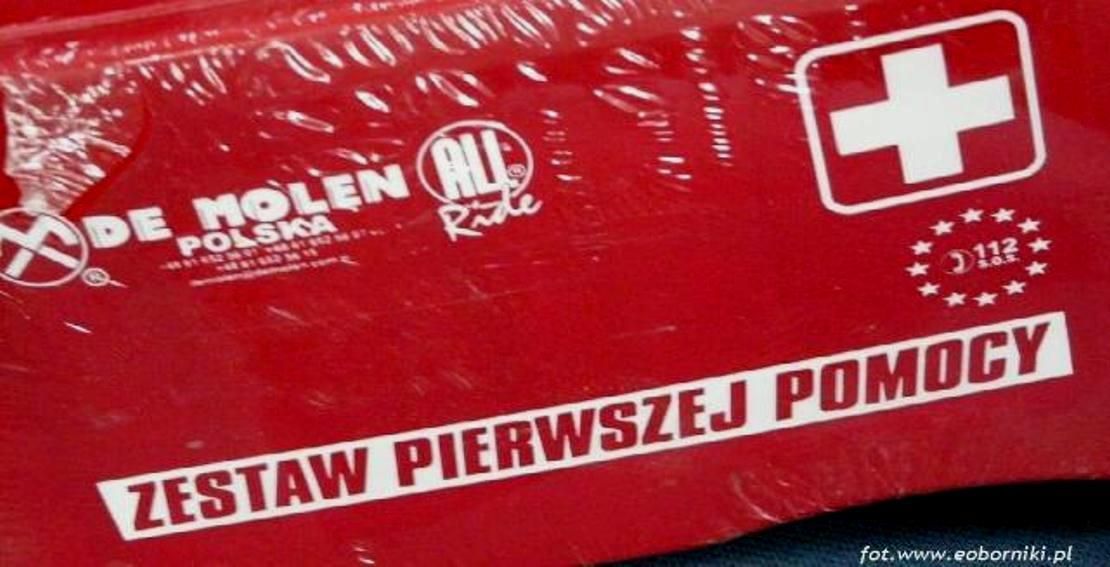 DE MOLEN
POLSKA
ALL
Ride
112
S.O.S.
ZESTAW PIERWSZEJ POMOCY
fot.www.eoborniki.pl